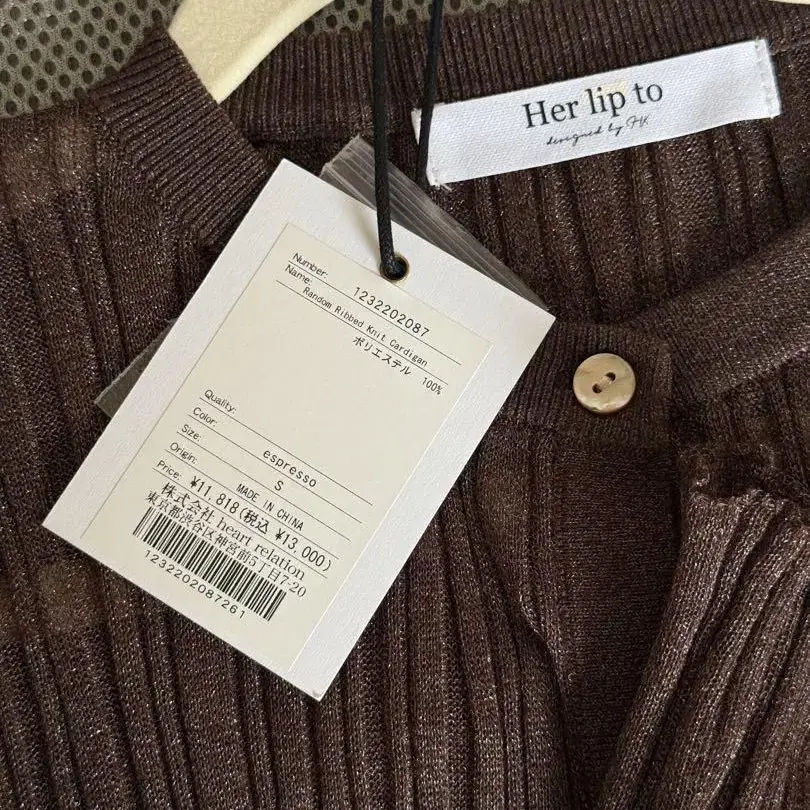 Her lip to
designed by HK
Number: 1232202087
Name: Random Ribbed Knit Cardigan
ポリエステル 100%
Quality:
Color: espresso
Size: S
Origin: MADE IN CHINA
Price: ¥11,818(税込 ¥13,000)
株式会社 heart relation
東京都渋谷区神宮前5丁目7-20
1232202087261